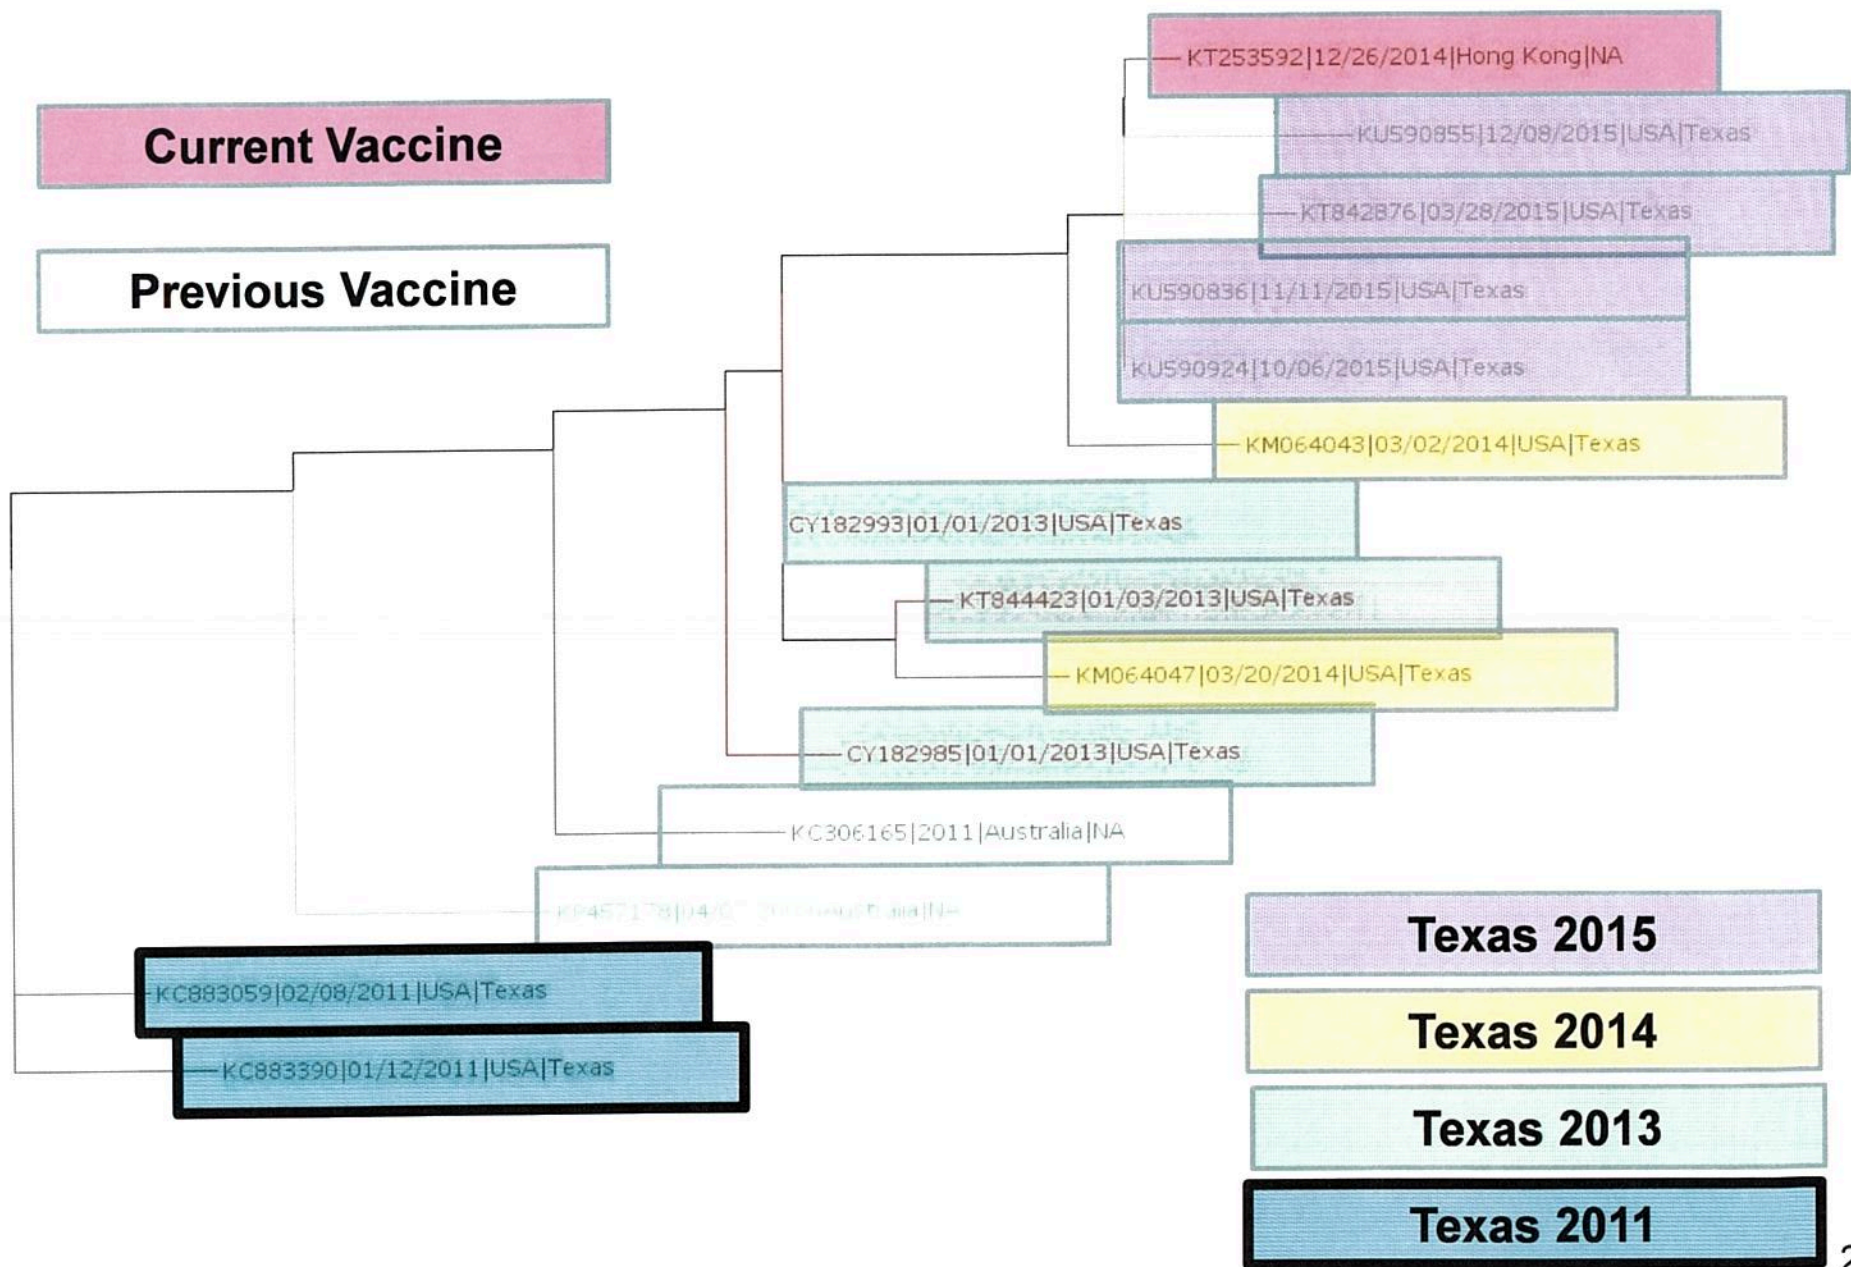 KT253592|12/26/2014|Hong Kong|NA
Current Vaccine
KU590855|12/08/2015|USA|Texas
KT842876|03/28/2015|USA|Texas
Previous Vaccine
KU590836|11/11/2015|USA|Texas
KU590924|10/06/2015|USA|Texas
KM064043|03/02/2014|USA|Texas
CY182993|01/01/2013|USA|Texas
KT844423|01/03/2013|USA|Texas
KM064047|03/20/2014|USA|Texas
CY182985|01/01/2013|USA|Texas
KC306165|2011|Australia|NA
KC883059|02/08/2011|USA|Texas
KC883390|01/12/2011|USA|Texas
Texas 2015
Texas 2014
Texas 2013
Texas 2011